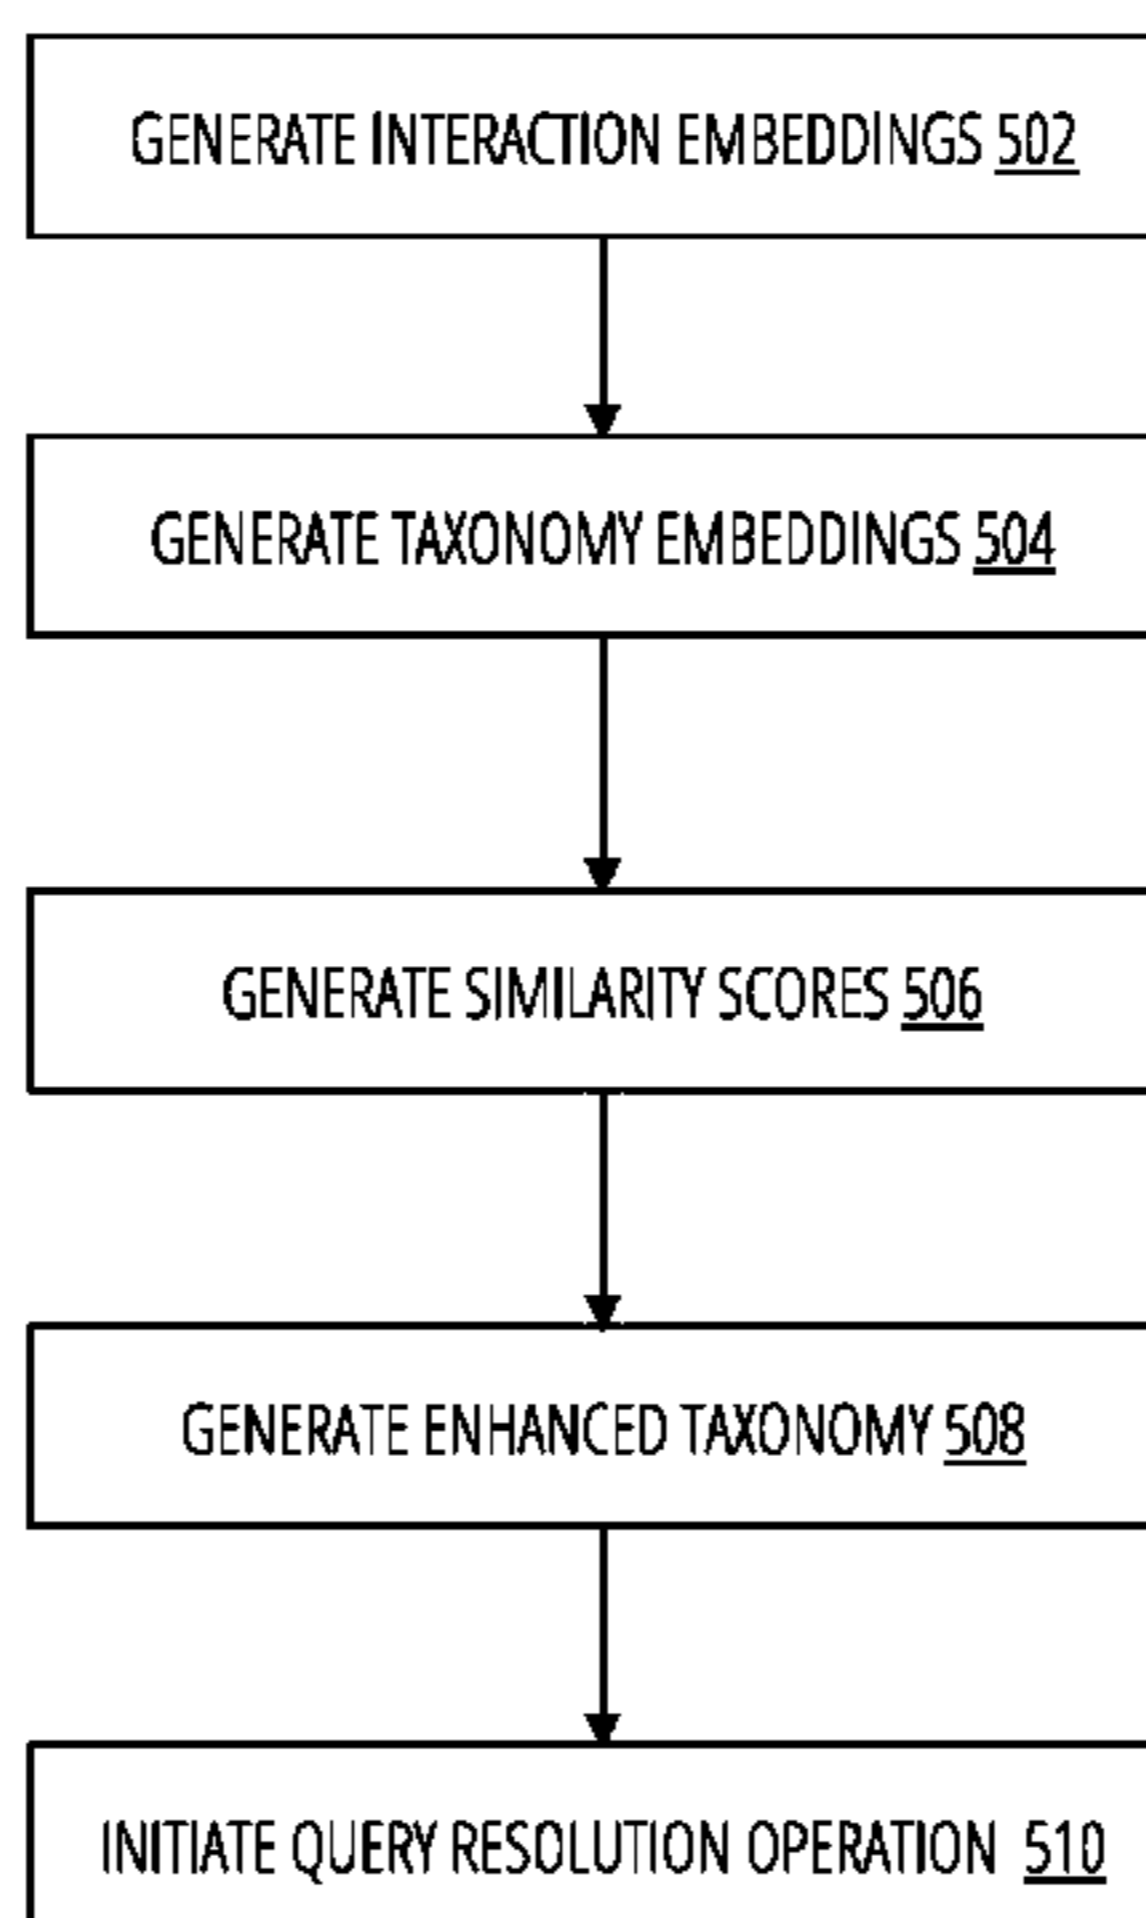 GENERATE INTERACTION EMBEDDINGS 502
GENERATE TAXONOMY EMBEDDINGS 504
GENERATE SIMILARITY SCORES 506
GENERATE ENHANCED TAXONOMY 508
INITIATE QUERY RESOLUTION OPERATION 510